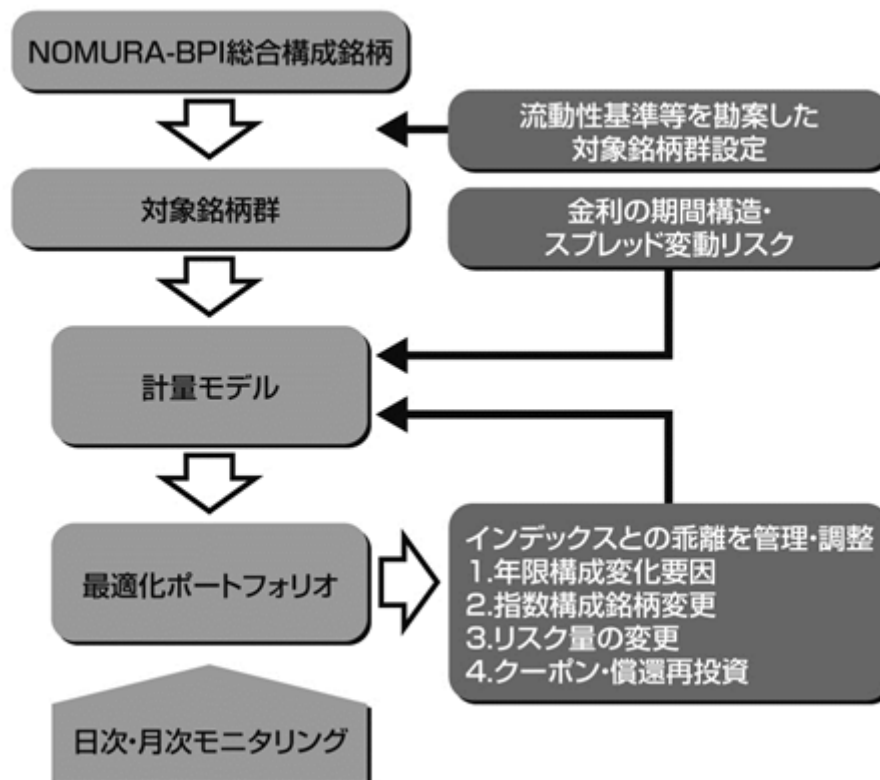 NOMURA-BPI総合構成銘柄
流動性基準等を勘案した
対象銘柄群設定
対象銘柄群
金利の期間構造・
スプレッド変動リスク
計量モデル
最適化ポートフォリオ
インデックスとの乖離を管理・調整
1.年限構成変化要因
2.指数構成銘柄変更
3.リスク量の変更
4.クーポン・償還再投資
日次・月次モニタリング